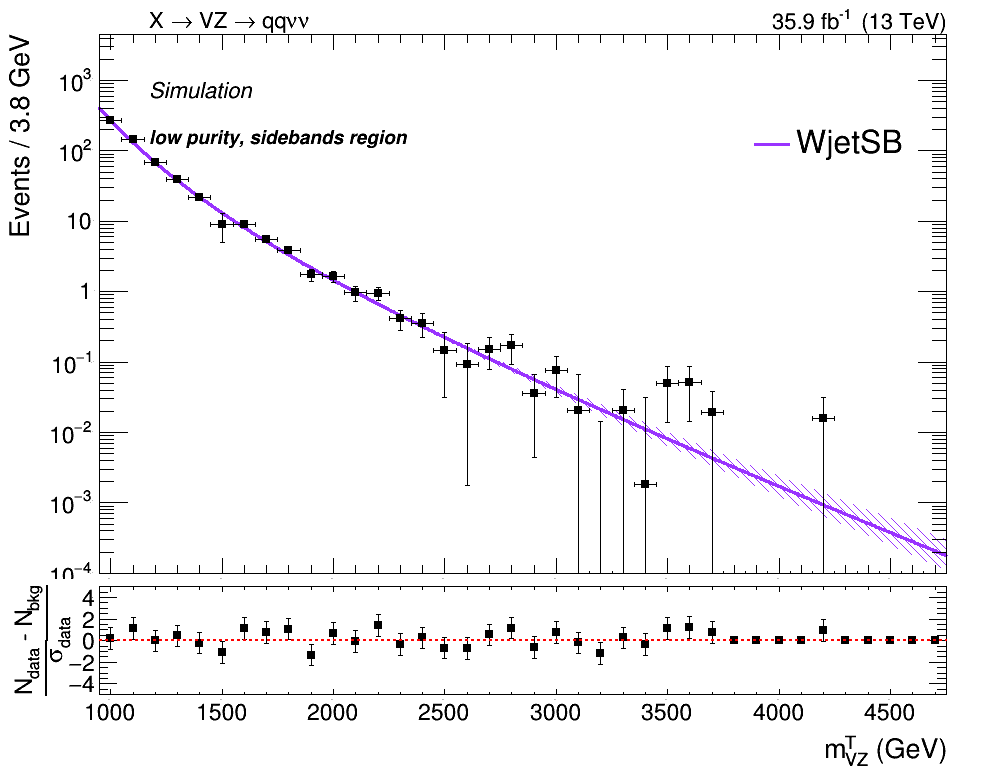 X → VZ → qqνν 35.9 fb⁻¹ (13 TeV)
Events / 3.8 GeV
10³
Simulation
low purity, sidebands region
WjetSB
10²
10
1
10⁻¹
10⁻²
10⁻³
10⁻⁴
N_data - N_bkg
σ_data
4
2
0
−2
−4
1000 1500 2000 2500 3000 3500 4000 4500
m^T_VZ (GeV)